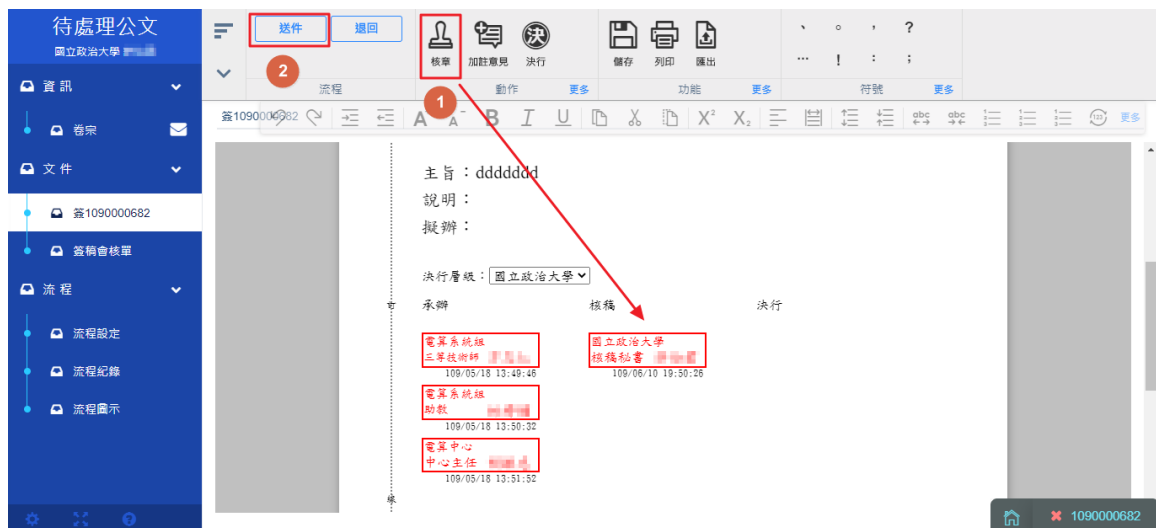 待處理公文
國立政治大學
資訊
卷宗
文件
簽1090000682
簽稿會核單
流程
流程設定
流程紀錄
流程圖示
送件
退回
2
流程
核章
加註意見
決
決行
1
動作
更多
儲存
列印
匯出
功能
更多
、 。 , ?
… ! : ;
符號
更多
簽1090000682
A A B I U X² X₂ abc abc 123 更多
主旨：ddddddd
說明：
擬辦：
決行層級：國立政治大學
承辦 核稿 決行
電算系統組
三等技術師
109/05/18 13:49:46
國立政治大學
核稿秘書
109/06/10 19:50:26
電算系統組
助教
109/05/18 13:50:32
電算中心
中心主任
109/05/18 13:51:52
線
1090000682